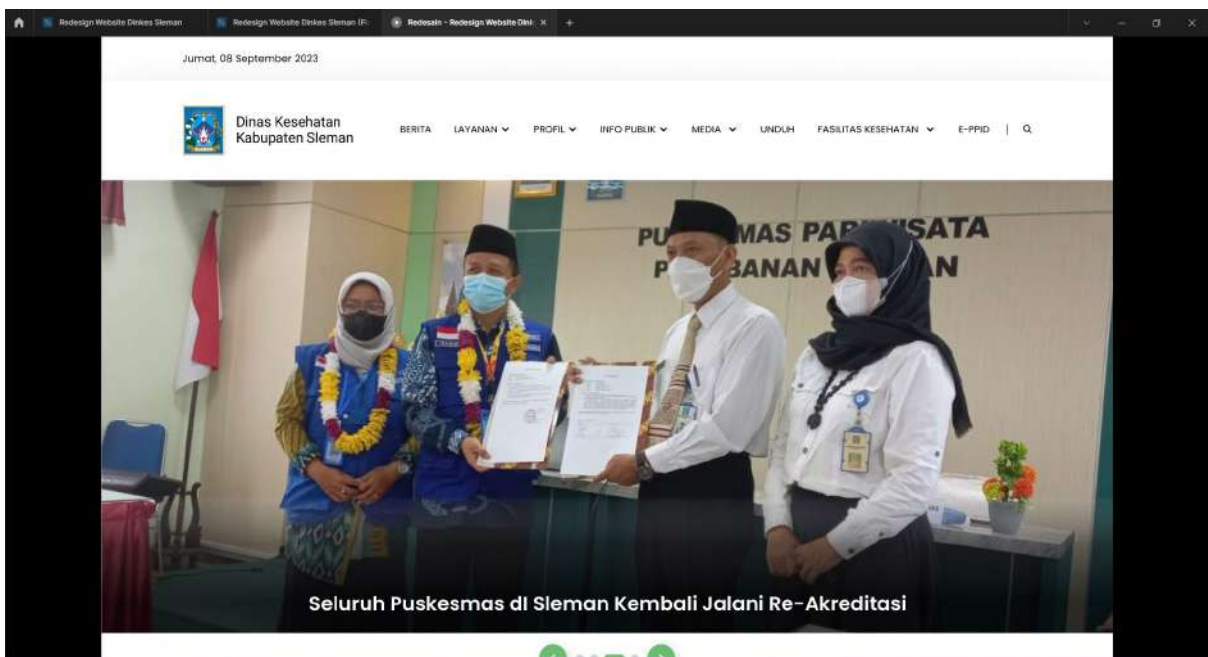 Redesign Website Dinkes Sleman
Redesign Website Dinkes Sleman (Fi
Redesain - Redesign Website Dink
Jumat, 08 September 2023
Dinas Kesehatan
Kabupaten Sleman
BERITA LAYANAN PROFIL INFO PUBLIK MEDIA UNDUH FASILITAS KESEHATAN E-PPID |
Seluruh Puskesmas di Sleman Kembali Jalani Re-Akreditasi